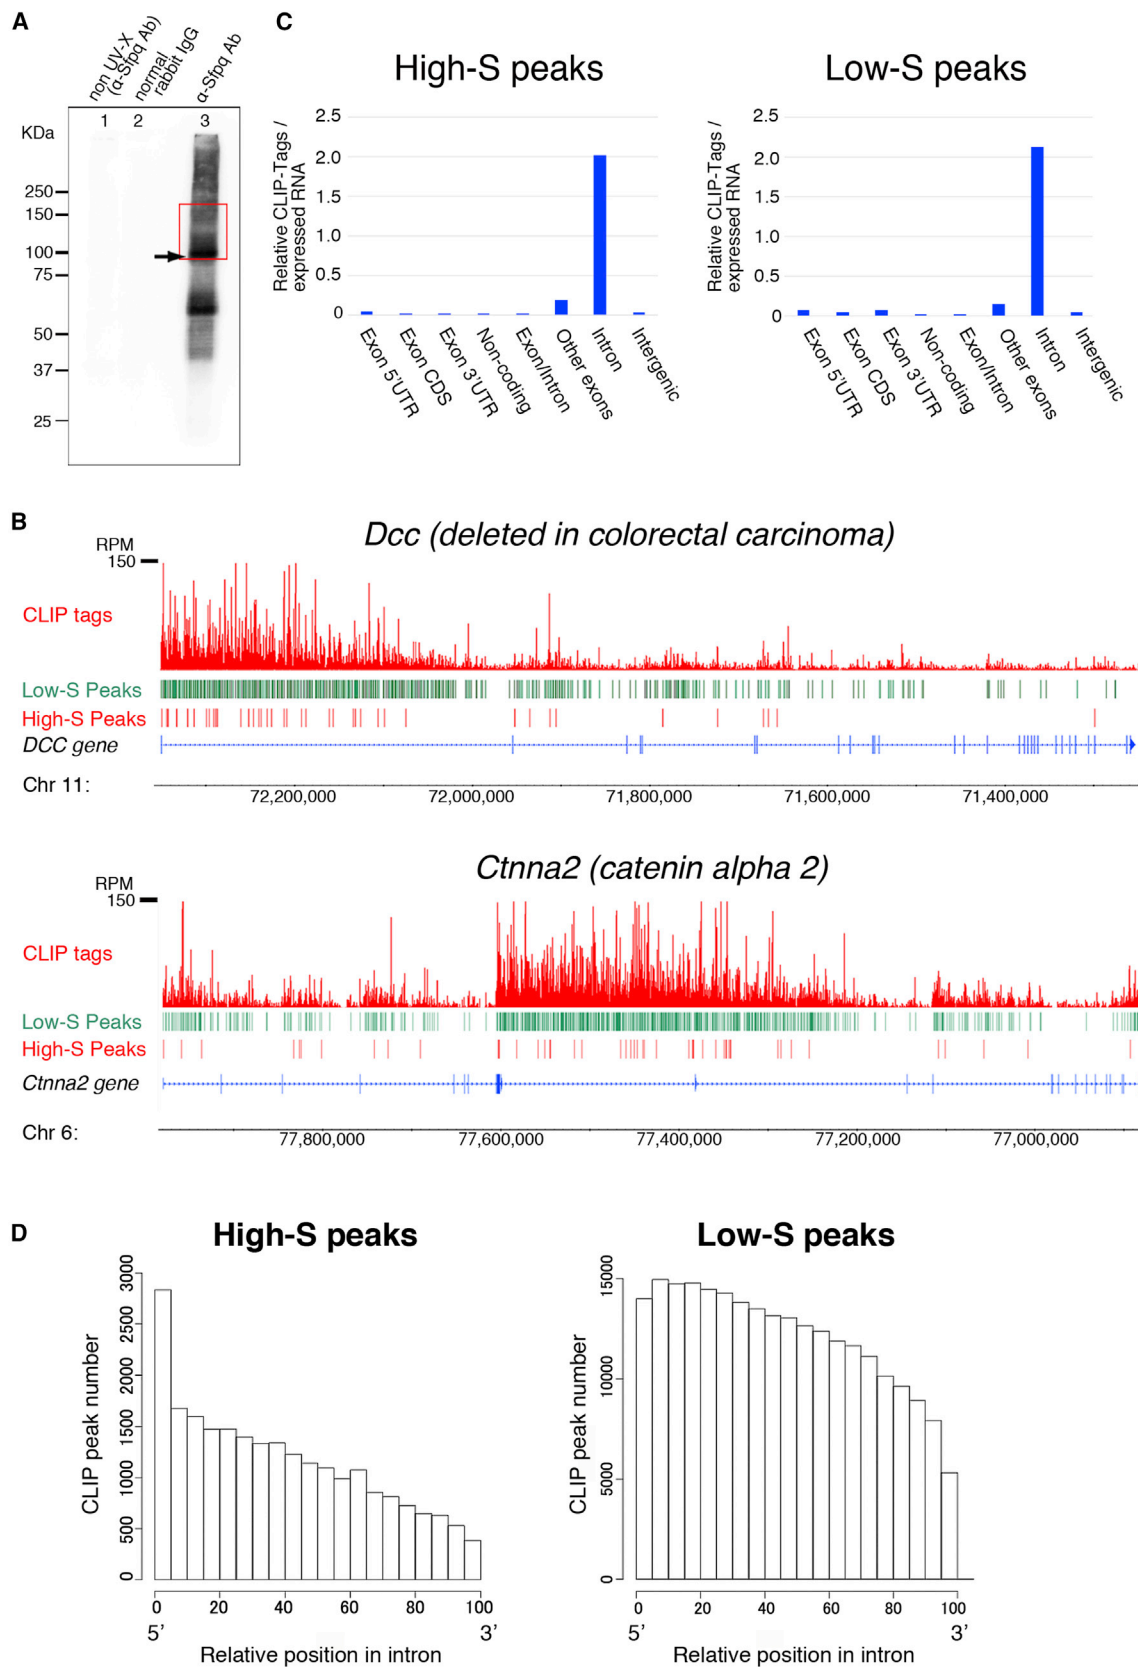 A
non UV-X
(α-Sfpq Ab)
normal
rabbit IgG
α-Sfpq Ab
1 2 3
KDa
250
150
100
75
50
37
25
C
High-S peaks
Relative CLIP-Tags /
expressed RNA
2.5
2.0
1.5
1.0
0.5
0
Exon 5'UTR
Exon CDS
Exon 3'UTR
Non-coding
Exon/Intron
Other exons
Intron
Intergenic
Low-S peaks
Relative CLIP-Tags /
expressed RNA
2.5
2.0
1.5
1.0
0.5
0
Exon 5'UTR
Exon CDS
Exon 3'UTR
Non-coding
Exon/Intron
Other exons
Intron
Intergenic
B
Dcc (deleted in colorectal carcinoma)
RPM
150
CLIP tags
Low-S Peaks
High-S Peaks
DCC gene
Chr 11:
72,200,000 72,000,000 71,800,000 71,600,000 71,400,000
Ctnna2 (catenin alpha 2)
RPM
150
CLIP tags
Low-S Peaks
High-S Peaks
Ctnna2 gene
Chr 6:
77,800,000 77,600,000 77,400,000 77,200,000 77,000,000
D
High-S peaks
CLIP peak number
3000
2500
2000
1500
1000
500
0
0 20 40 60 80 100
5' 3'
Relative position in intron
Low-S peaks
CLIP peak number
15000
10000
5000
0
0 20 40 60 80 100
5' 3'
Relative position in intron